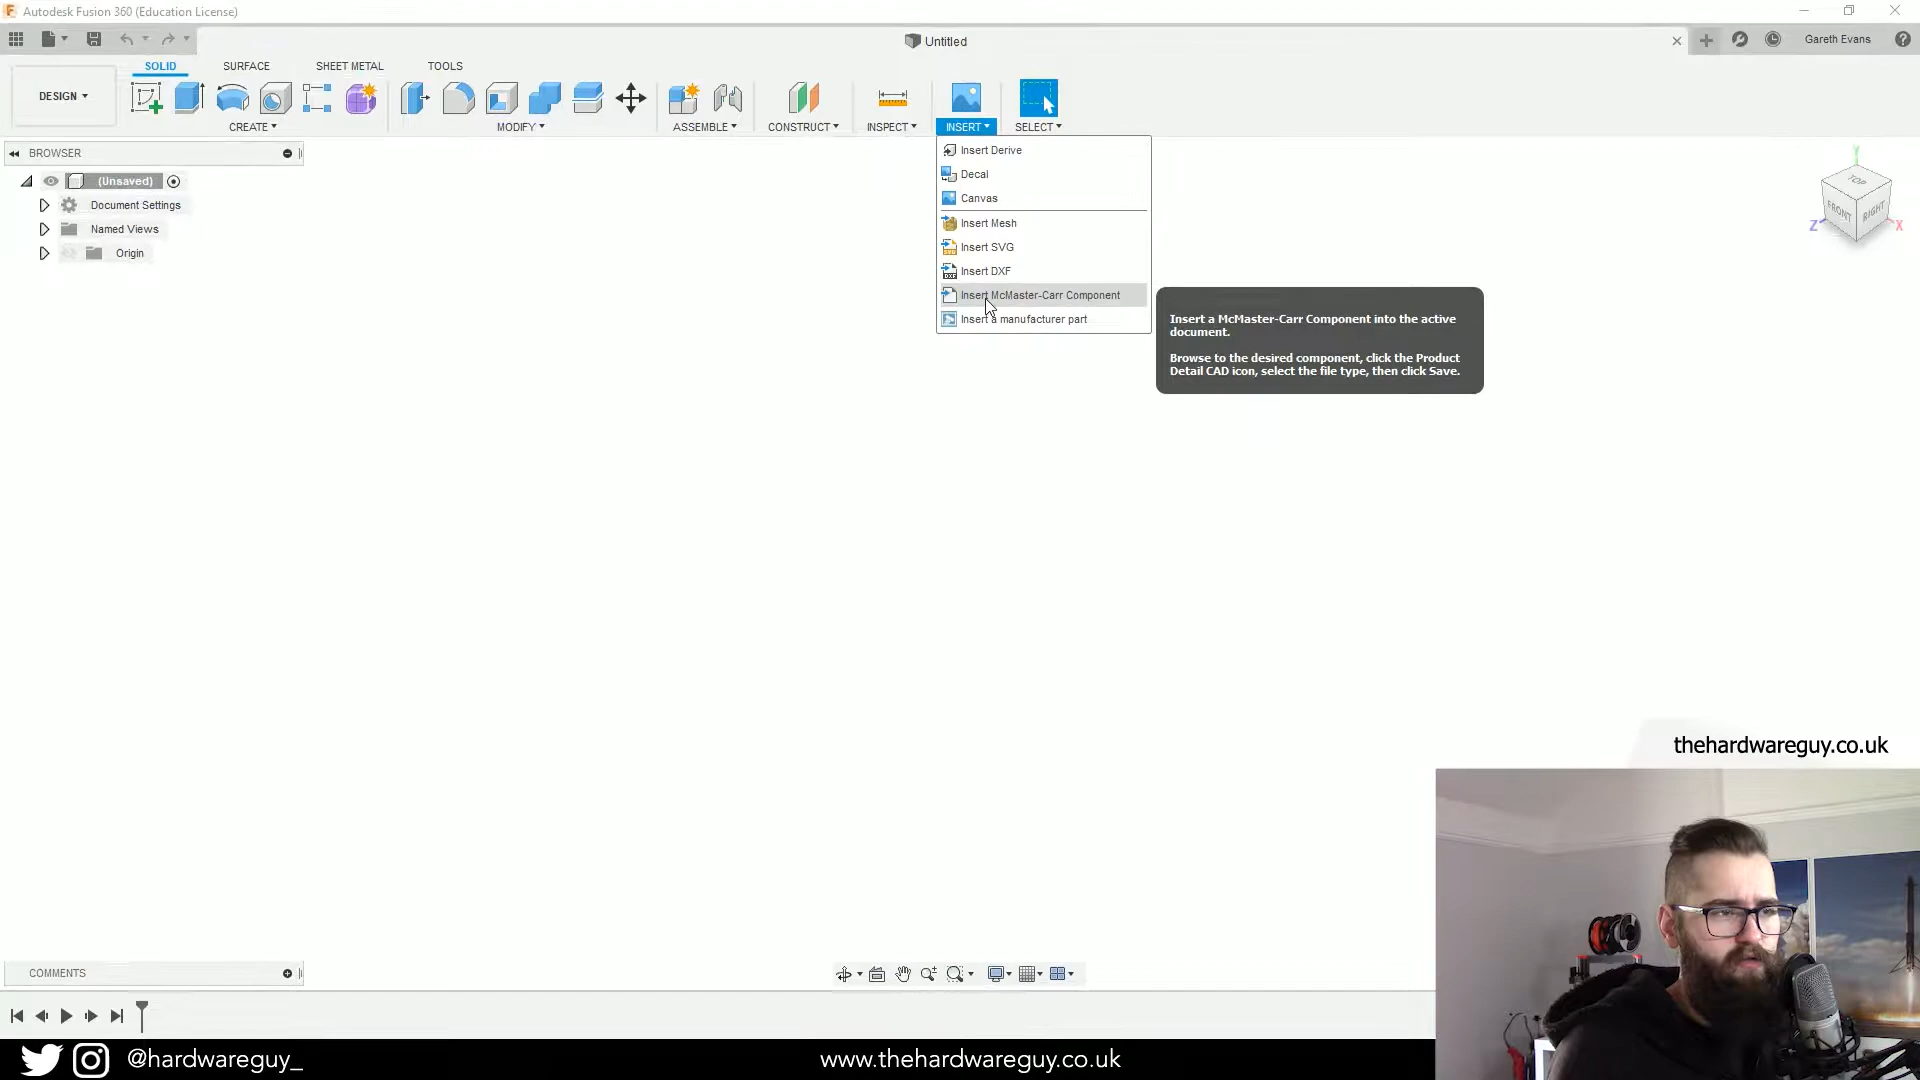 Autodesk Fusion 360 (Education License)
Untitled
Gareth Evans
SOLID
SURFACE
SHEET METAL
TOOLS
DESIGN
CREATE
MODIFY
ASSEMBLE
CONSTRUCT
INSPECT
INSERT
SELECT
BROWSER
(Unsaved)
Document Settings
Named Views
Origin
Insert Derive
Decal
Canvas
Insert Mesh
Insert SVG
Insert DXF
Insert McMaster-Carr Component
Insert a manufacturer part
Insert a McMaster-Carr Component into the active
document.
Browse to the desired component, click the Product
Detail CAD icon, select the file type, then click Save.
Y
TOP
FRONT
RIGHT
Z
X
thehardwareguy.co.uk
COMMENTS
@hardwareguy_
www.thehardwareguy.co.uk